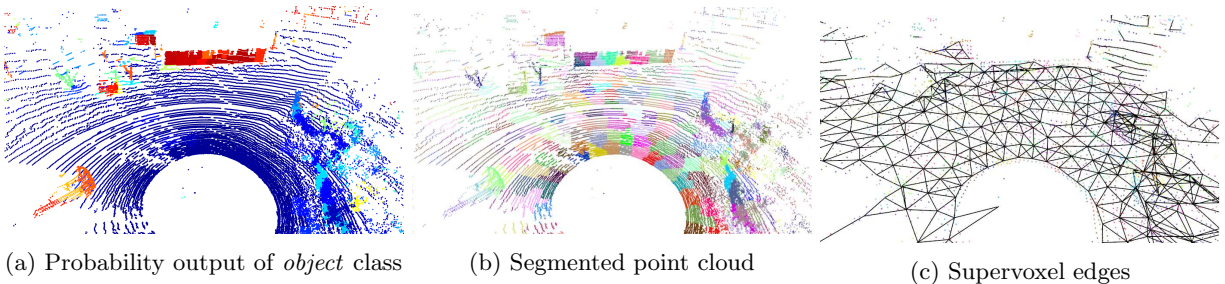 (a) Probability output of object class
(b) Segmented point cloud
(c) Supervoxel edges